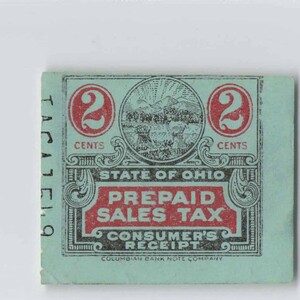 2 2
CENTS CENTS
STATE OF OHIO
PREPAID
SALES TAX
CONSUMER'S
RECEIPT
COLUMBIAN BANK NOTE COMPANY